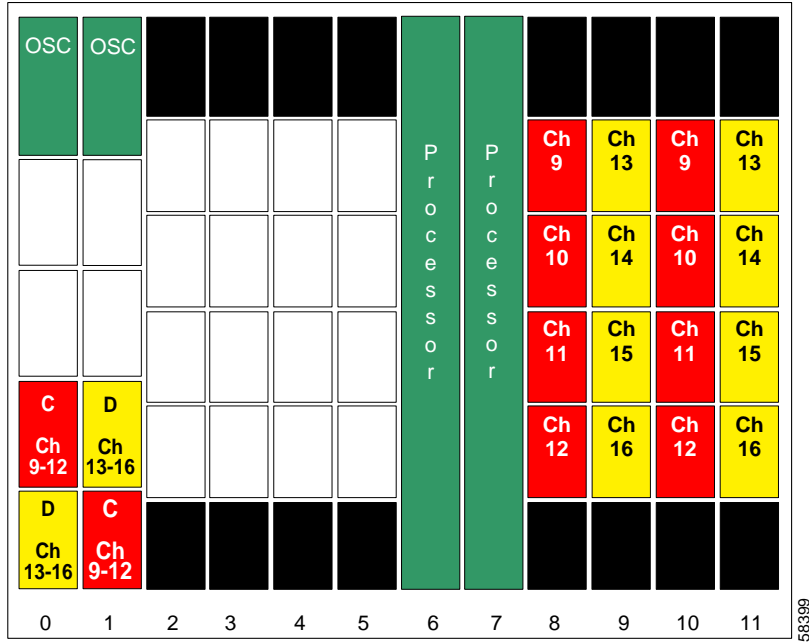 OSC OSC
Processor
Processor
Ch 9
Ch 13
Ch 9
Ch 13
Ch 10
Ch 14
Ch 10
Ch 14
Ch 11
Ch 15
Ch 11
Ch 15
Ch 12
Ch 16
Ch 12
Ch 16
C
Ch
9-12
D
Ch
13-16
D
Ch
13-16
C
Ch
9-12
0 1 2 3 4 5 6 7 8 9 10 11
58399